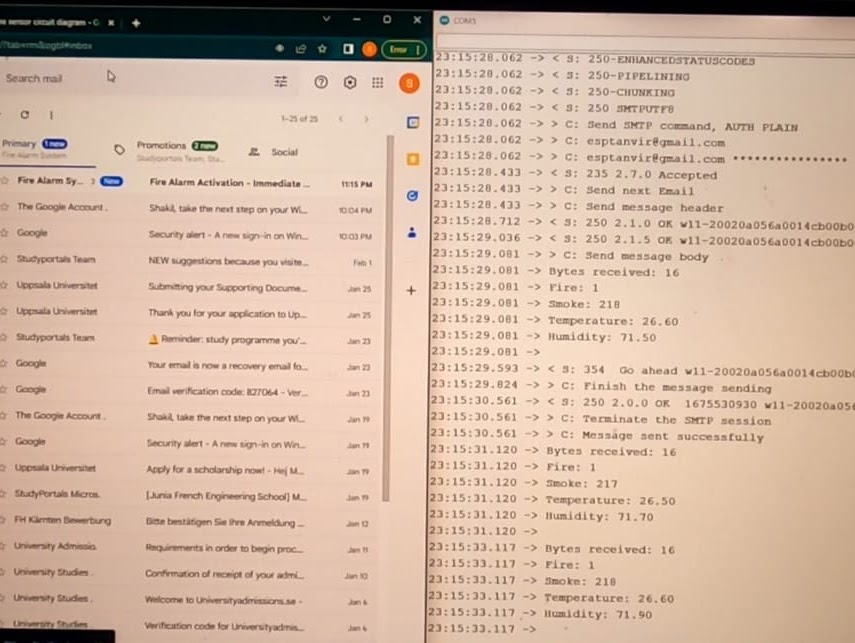 re sensor circuit diagram - G
Error
Search mail
S
1-25 of 25
Primary 1 new
Fire Alarm System
Promotions 2 new
Studyportals Team, Stu...
Social
Fire Alarm Sy... 3 New Fire Alarm Activation - Immediate ... 11:15 PM
The Google Account . Shakil, take the next step on your Wi... 10:04 PM
Google Security alert - A new sign-in on Win... 10:03 PM
Studyportals Team NEW suggestions because you visite... Feb 1
Uppsala Universitet Submitting your Supporting Docume... Jan 25
Uppsala Universitet Thank you for your application to Up... Jan 25
Studyportals Team Reminder: study programme you'... Jan 23
Google Your email is now a recovery email fo... Jan 23
Google Email verification code: 827064 - Ver... Jan 23
The Google Account . Shakil, take the next step on your Wi... Jan 19
Google Security alert - A new sign-in on Win... Jan 19
Uppsala Universitet Apply for a scholarship now! - Hej M... Jan 19
StudyPortals Micros. [Junia French Engineering School] M... Jan 19
FH Kärnten Bewerbung Bitte bestätigen Sie Ihre Anmeldung ... Jan 12
University Admissio. Requirements in order to begin proc... Jan 11
University Studies . Confirmation of receipt of your admi... Jan 10
University Studies . Welcome to Universityadmissions.se - Jan 6
University Studies Verification code for Universityadmis... Jan 6
COM3
23:15:28.062 -> < S: 250-ENHANCEDSTATUSCODES
23:15:28.062 -> < S: 250-PIPELINING
23:15:28.062 -> < S: 250-CHUNKING
23:15:28.062 -> < S: 250 SMTPUTF8
23:15:28.062 -> > C: Send SMTP command, AUTH PLAIN
23:15:28.062 -> > C: esptanvir@gmail.com
23:15:28.062 -> > C: esptanvir@gmail.com ****************
23:15:28.433 -> < S: 235 2.7.0 Accepted
23:15:28.433 -> > C: Send next Email
23:15:28.433 -> > C: Send message header
23:15:28.712 -> < S: 250 2.1.0 OK w11-20020a056a0014cb00b0
23:15:29.036 -> < S: 250 2.1.5 OK w11-20020a056a0014cb00b0
23:15:29.081 -> > C: Send message body
23:15:29.081 -> Bytes received: 16
23:15:29.081 -> Fire: 1
23:15:29.081 -> Smoke: 218
23:15:29.081 -> Temperature: 26.60
23:15:29.081 -> Humidity: 71.50
23:15:29.081 ->
23:15:29.593 -> < S: 354 Go ahead w11-20020a056a0014cb00b0
23:15:29.824 -> > C: Finish the message sending
23:15:30.561 -> < S: 250 2.0.0 OK 1675530930 w11-20020a056
23:15:30.561 -> > C: Terminate the SMTP session
23:15:30.561 -> > C: Message sent successfully
23:15:31.120 -> Bytes received: 16
23:15:31.120 -> Fire: 1
23:15:31.120 -> Smoke: 217
23:15:31.120 -> Temperature: 26.50
23:15:31.120 -> Humidity: 71.70
23:15:31.120 ->
23:15:33.117 -> Bytes received: 16
23:15:33.117 -> Fire: 1
23:15:33.117 -> Smoke: 218
23:15:33.117 -> Temperature: 26.60
23:15:33.117 -> Humidity: 71.90
23:15:33.117 ->